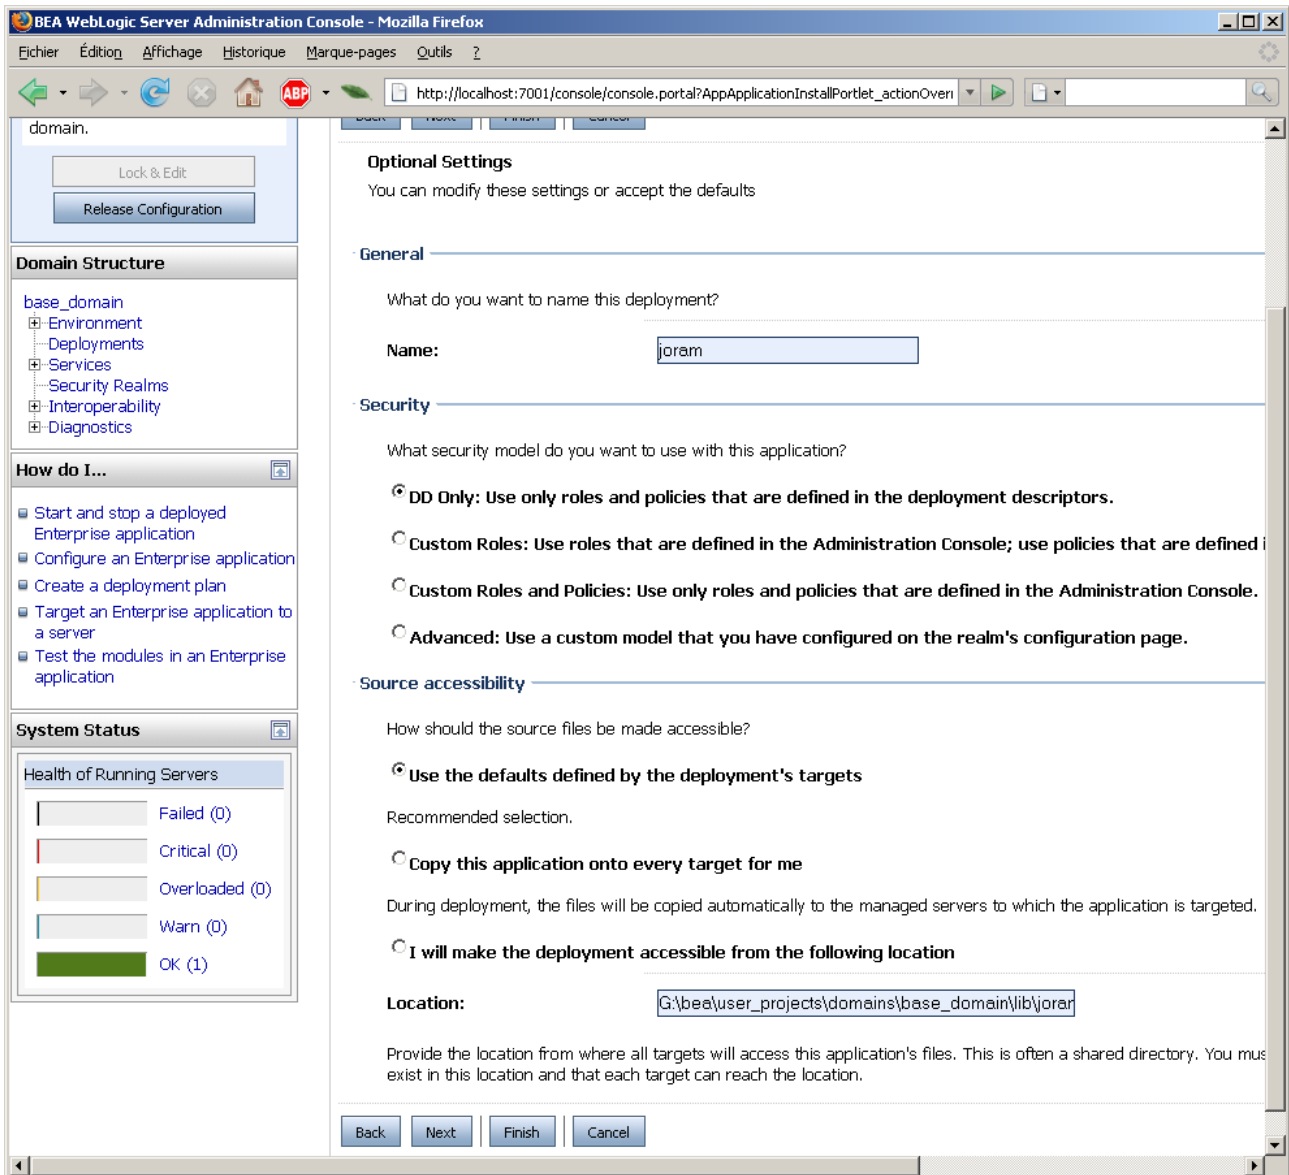 BEA WebLogic Server Administration Console - Mozilla Firefox
Fichier Édition Affichage Historique Marque-pages Outils ?
ABP http://localhost:7001/console/console.portal?AppApplicationInstallPortlet_actionOverr
domain.
Back Next Finish Cancel
Lock & Edit
Release Configuration
Optional Settings
You can modify these settings or accept the defaults
Domain Structure
base_domain
Environment
Deployments
Services
Security Realms
Interoperability
Diagnostics
How do I...
Start and stop a deployed
Enterprise application
Configure an Enterprise application
Create a deployment plan
Target an Enterprise application to
a server
Test the modules in an Enterprise
application
System Status
Health of Running Servers
Failed (0)
Critical (0)
Overloaded (0)
Warn (0)
OK (1)
General
What do you want to name this deployment?
Name: joram
Security
What security model do you want to use with this application?
DD Only: Use only roles and policies that are defined in the deployment descriptors.
Custom Roles: Use roles that are defined in the Administration Console; use policies that are defined i
Custom Roles and Policies: Use only roles and policies that are defined in the Administration Console.
Advanced: Use a custom model that you have configured on the realm's configuration page.
Source accessibility
How should the source files be made accessible?
Use the defaults defined by the deployment's targets
Recommended selection.
Copy this application onto every target for me
During deployment, the files will be copied automatically to the managed servers to which the application is targeted.
I will make the deployment accessible from the following location
Location: G:\bea\user_projects\domains\base_domain\lib\jorar
Provide the location from where all targets will access this application's files. This is often a shared directory. You mus
exist in this location and that each target can reach the location.
Back Next Finish Cancel